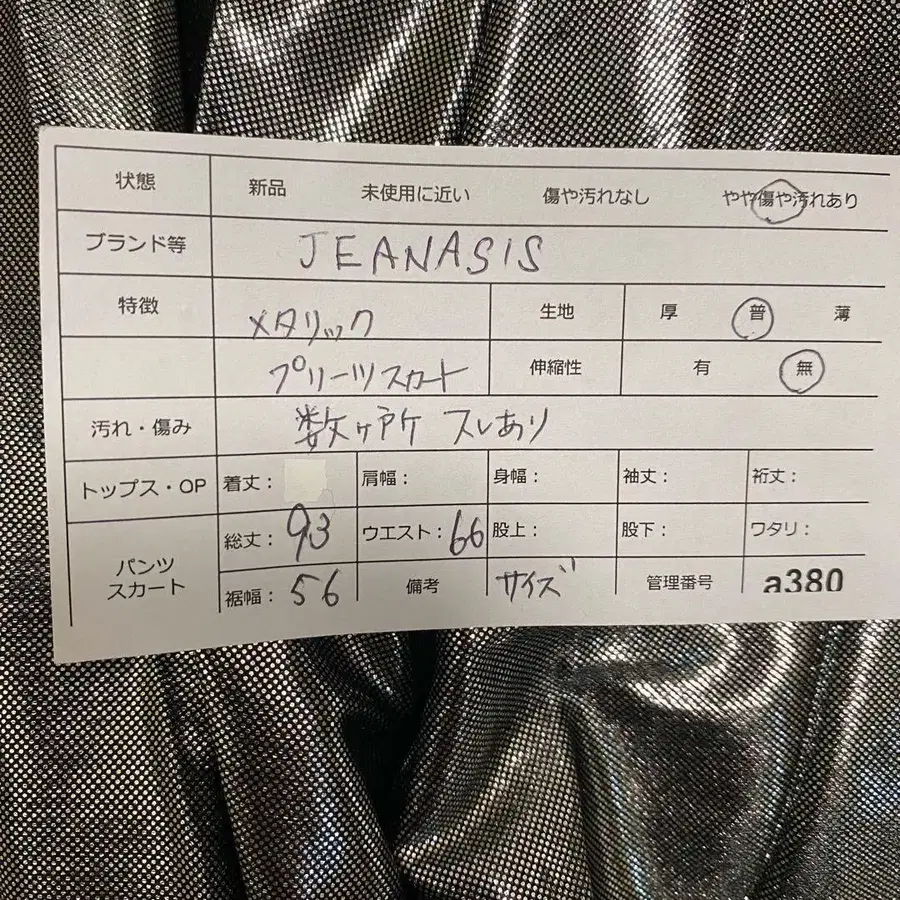 状態 新品 未使用に近い 傷や汚れなし やや傷や汚れあり
ブランド等 JEANASIS
特徴 メタリック 生地 厚 普 薄
プリーツスカート 伸縮性 有 無
汚れ・傷み 数ヶ所 スレあり
トップス・OP 着丈: 肩幅: 身幅: 袖丈: 裄丈:
パンツ スカート 総丈: 93 ウエスト: 66 股上: 股下: ワタリ:
裾幅: 56 備考 サイズ 管理番号 a380